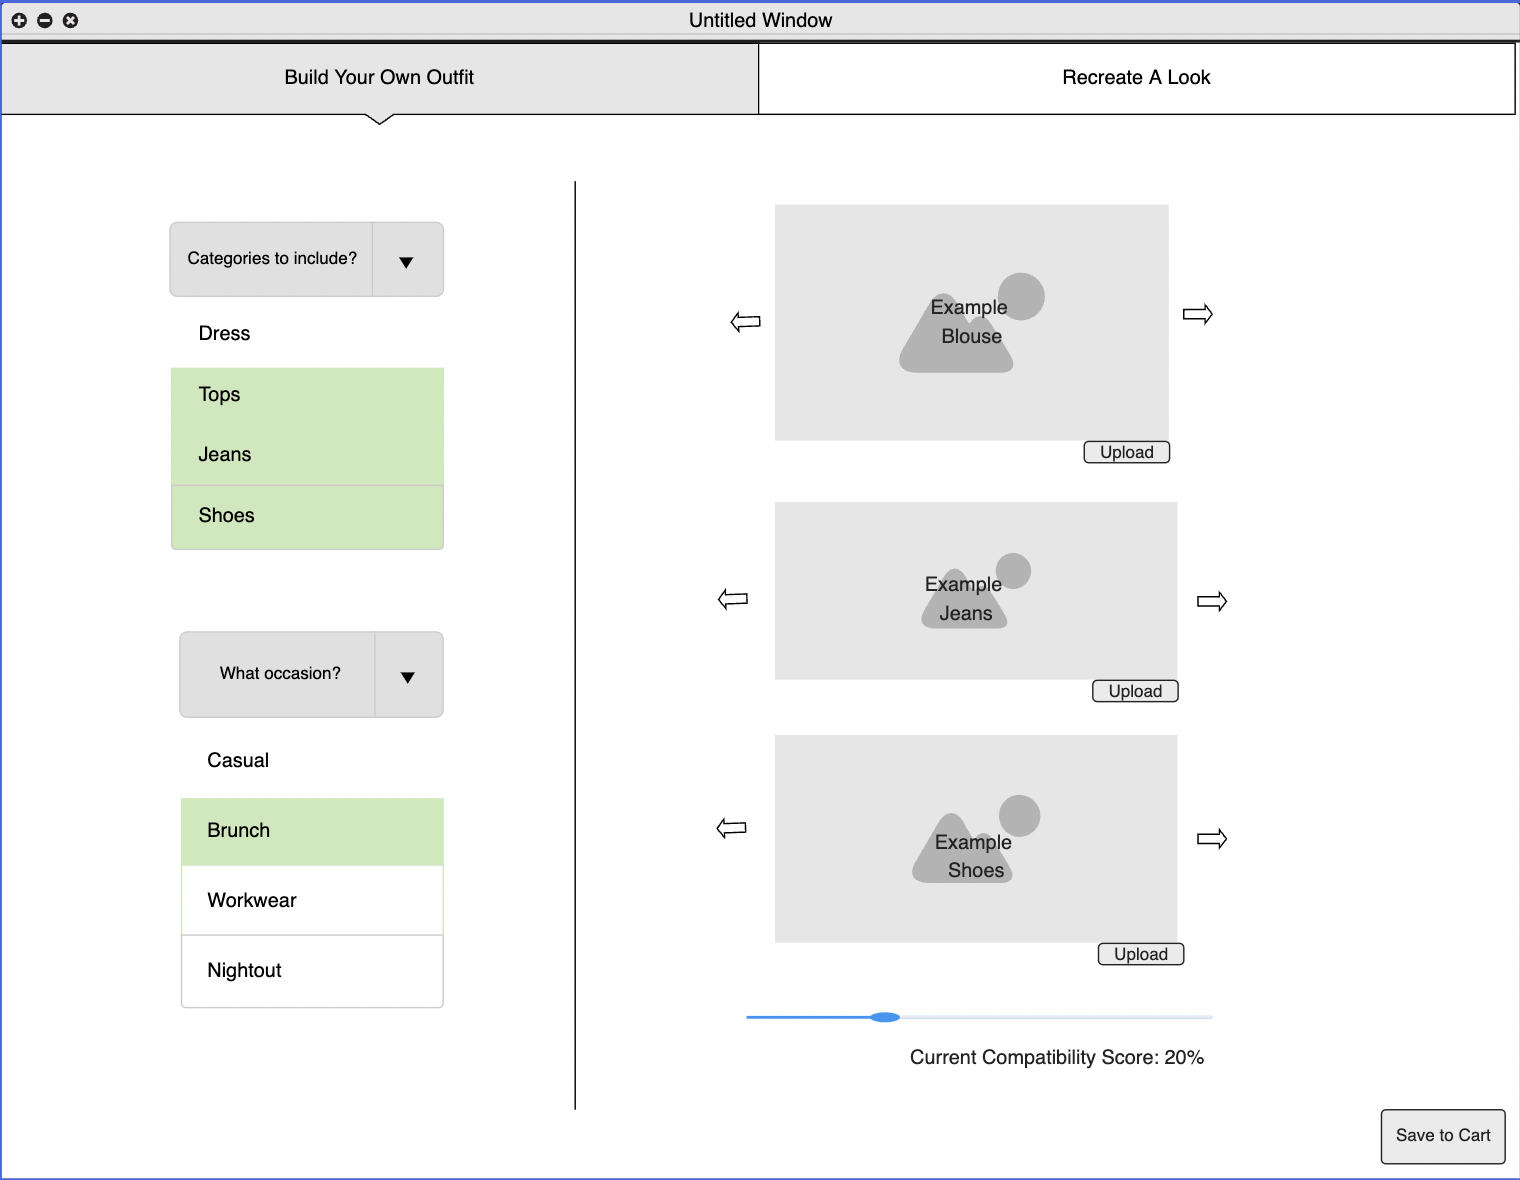 Untitled Window
Build Your Own Outfit
Recreate A Look
Categories to include?
Dress
Tops
Jeans
Shoes
What occasion?
Casual
Brunch
Workwear
Nightout
Example
Blouse
Upload
Example
Jeans
Upload
Example
Shoes
Upload
Current Compatibility Score: 20%
Save to Cart